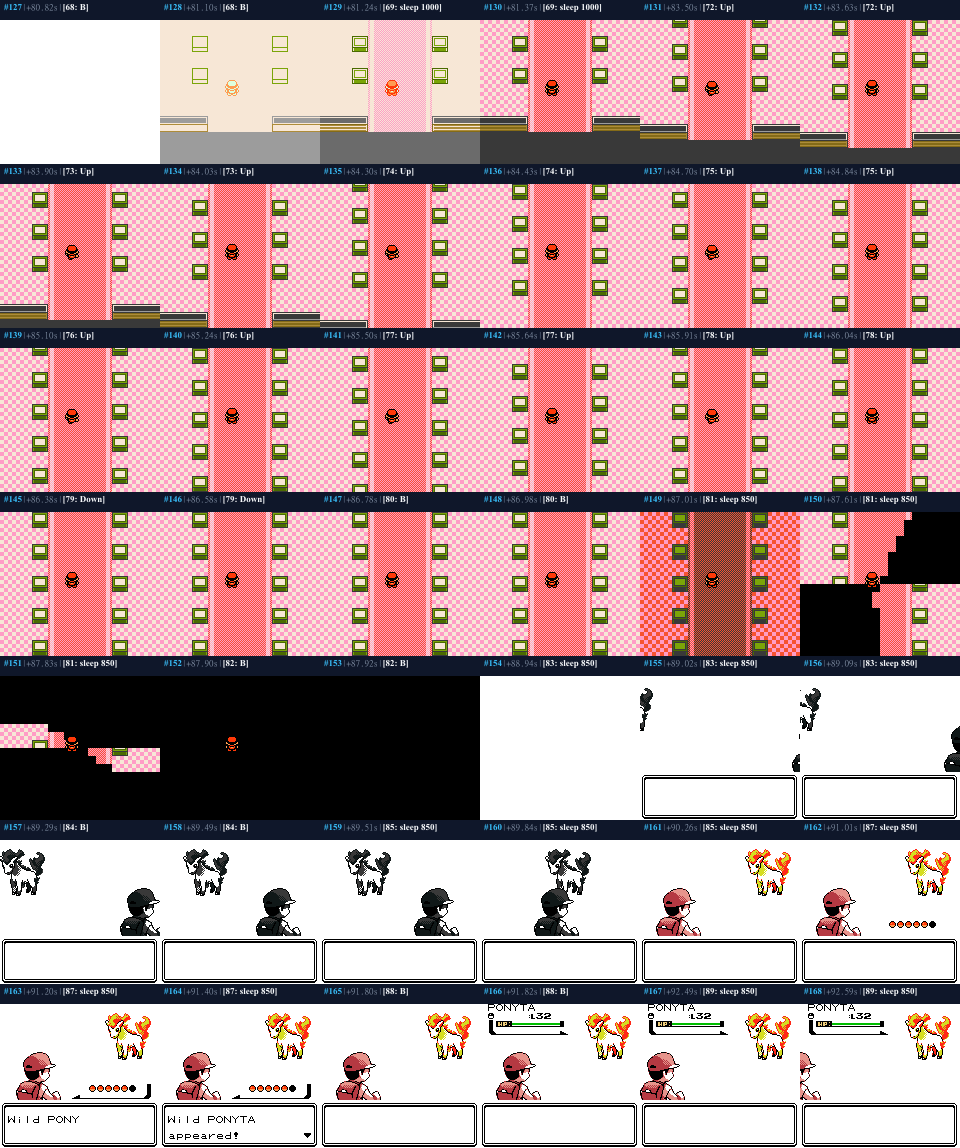 #127|+80.82s|[68: B]
#128|+81.10s|[68: B]
#129|+81.24s|[69: sleep 1000]
#130|+81.37s|[69: sleep 1000]
#131|+83.50s|[72: Up]
#132|+83.63s|[72: Up]
#133|+83.90s|[73: Up]
#134|+84.03s|[73: Up]
#135|+84.30s|[74: Up]
#136|+84.43s|[74: Up]
#137|+84.70s|[75: Up]
#138|+84.84s|[75: Up]
#139|+85.10s|[76: Up]
#140|+85.24s|[76: Up]
#141|+85.50s|[77: Up]
#142|+85.64s|[77: Up]
#143|+85.91s|[78: Up]
#144|+86.04s|[78: Up]
#145|+86.38s|[79: Down]
#146|+86.58s|[79: Down]
#147|+86.78s|[80: B]
#148|+86.98s|[80: B]
#149|+87.01s|[81: sleep 850]
#150|+87.61s|[81: sleep 850]
#151|+87.83s|[81: sleep 850]
#152|+87.90s|[82: B]
#153|+87.92s|[82: B]
#154|+88.94s|[83: sleep 850]
#155|+89.02s|[83: sleep 850]
#156|+89.09s|[83: sleep 850]
#157|+89.29s|[84: B]
#158|+89.49s|[84: B]
#159|+89.51s|[85: sleep 850]
#160|+89.84s|[85: sleep 850]
#161|+90.26s|[85: sleep 850]
#162|+91.01s|[87: sleep 850]
#163|+91.20s|[87: sleep 850]
#164|+91.40s|[87: sleep 850]
#165|+91.80s|[88: B]
#166|+91.82s|[88: B]
#167|+92.49s|[89: sleep 850]
#168|+92.59s|[89: sleep 850]
PONYTA
:L32
HP:
PONYTA
:L32
HP:
PONYTA
:L32
HP:
Wild PONY
Wild PONYTA
appeared!